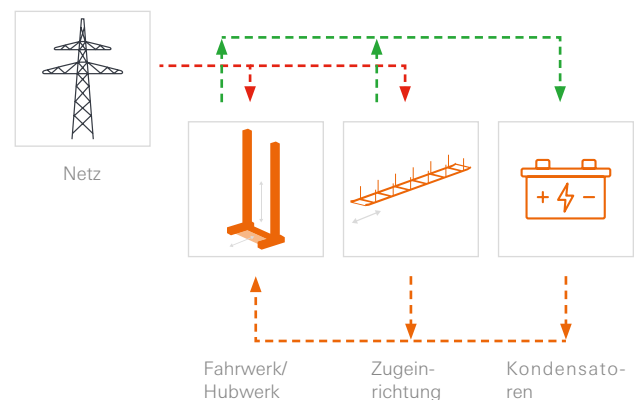 Netz
Fahrwerk/
Hubwerk
Zugein-
richtung
Kondensato-
ren